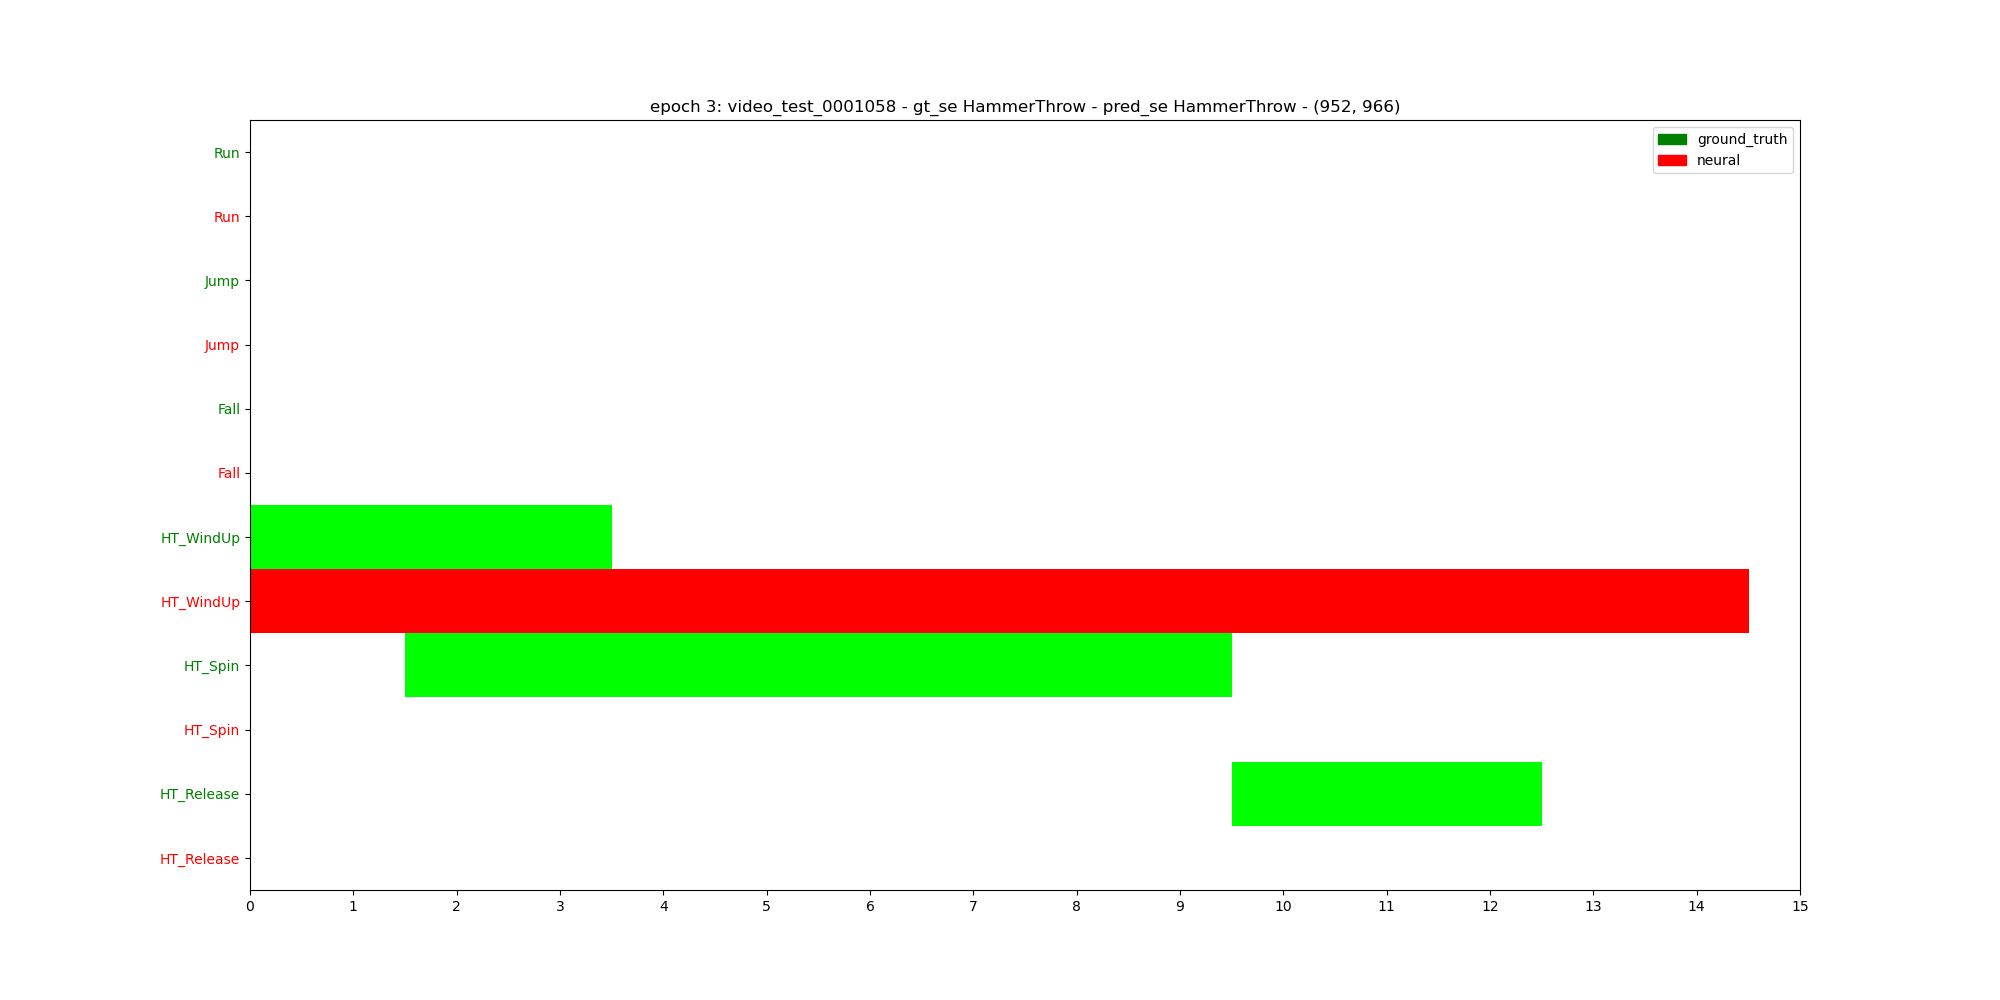 epoch 3: video_test_0001058 - gt_se HammerThrow - pred_se HammerThrow - (952, 966)
ground_truth
neural
Run
Run
Jump
Jump
Fall
Fall
HT_WindUp
HT_WindUp
HT_Spin
HT_Spin
HT_Release
HT_Release
0 1 2 3 4 5 6 7 8 9 10 11 12 13 14 15